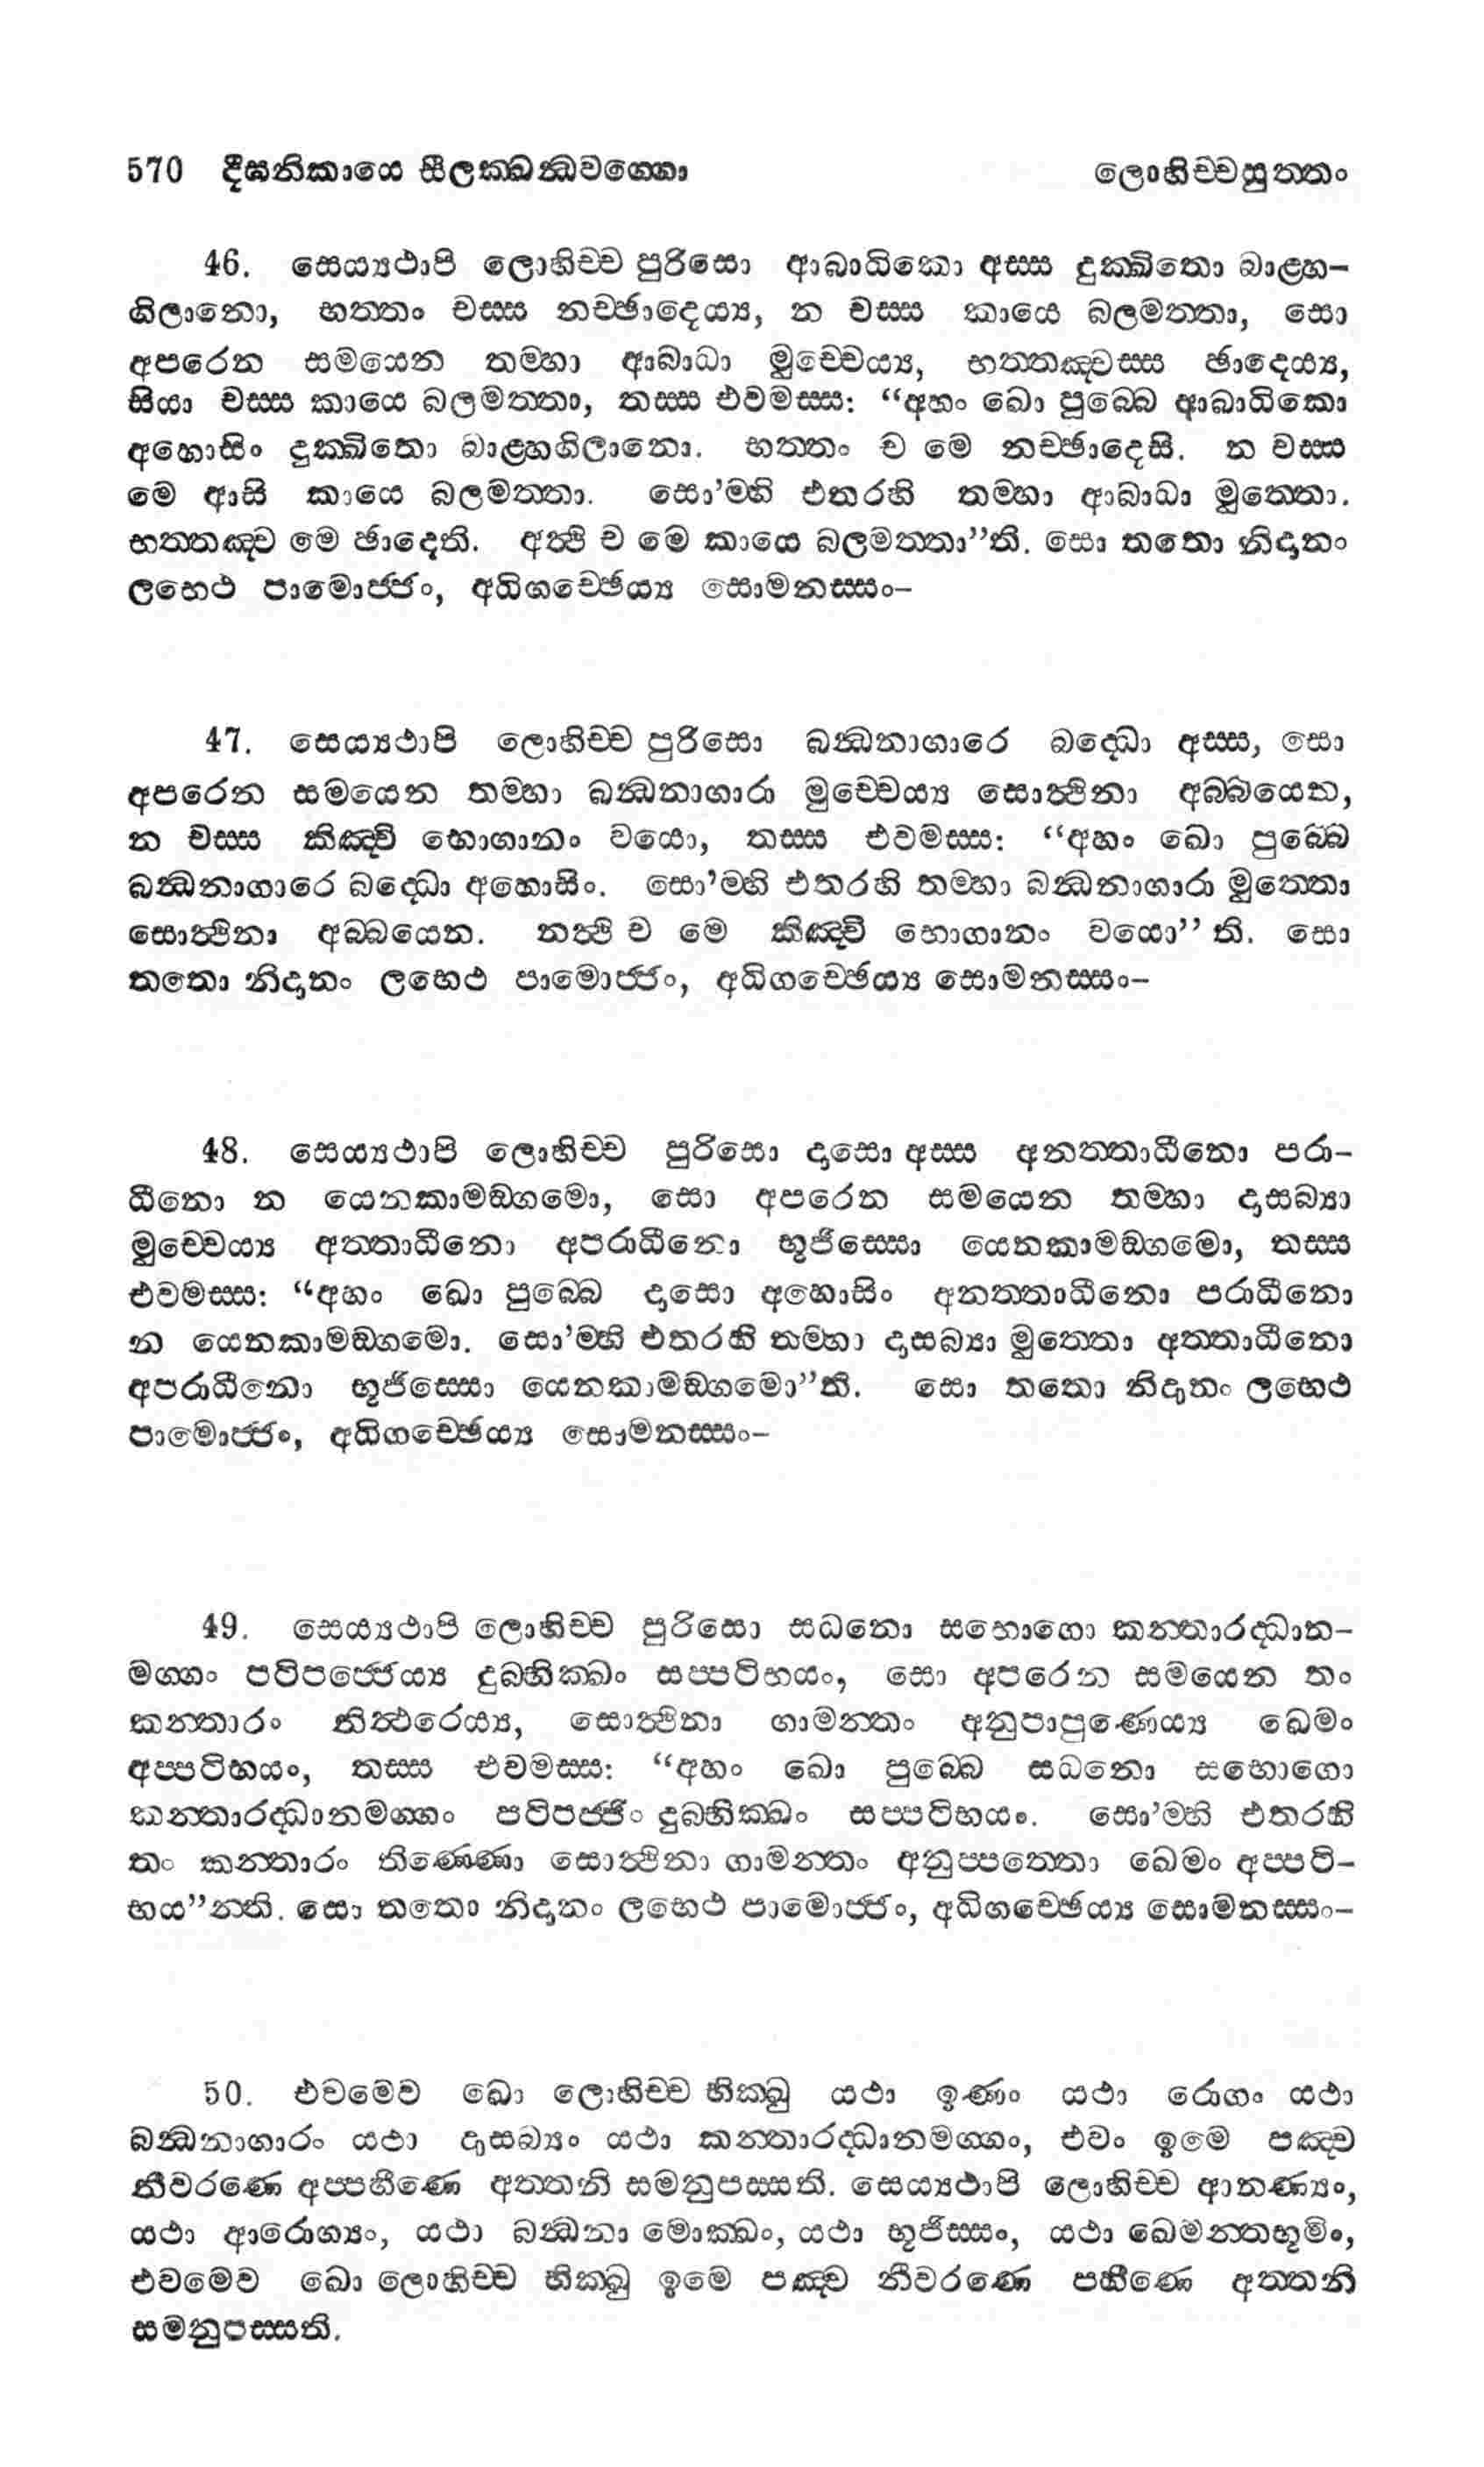 570 දීඝනිකායෙ සීලක්ඛන්ධවග්ගො ලොහිච්චසුත්තං
46. සෙය්‍යථාපි ලොහිච්ච පුරිසො ආබාධිකො අස්ස දුක්ඛිතො බාළ්හ-
ගිලානො, භත්තං චස්ස නච්ඡාදෙය්‍ය, න චස්ස කායෙ බලමත්තා, සො
අපරෙන සමයෙන තම්හා ආබාධා මුච්චෙය්‍ය, භත්තඤ්චස්ස ඡාදෙය්‍ය,
සියා චස්ස කායෙ බලමත්තා, තස්ස එවමස්ස: “අහං ඛො පුබ්බෙ ආබාධිකො
අහොසිං දුක්ඛිතො බාළ්හගිලානො. භත්තං ච මෙ නච්ඡාදෙසි. න චස්ස
මෙ ආසි කායෙ බලමත්තා. සො'ම්හි එතරහි තම්හා ආබාධා මුත්තො.
භත්තඤ්ච මෙ ඡාදෙති. අත්ථි ච මෙ කායෙ බලමත්තා”ති. සො තතො නිදානං
ලභෙථ පාමොජ්ජං, අධිගච්ඡෙය්‍ය සොමනස්සං-
47. සෙය්‍යථාපි ලොහිච්ච පුරිසො බන්ධනාගාරෙ බද්ධො අස්ස, සො
අපරෙන සමයෙන තම්හා බන්ධනාගාරා මුච්චෙය්‍ය සොත්ථිනා අබ්බයෙන,
න චස්ස කිඤ්චි භොගානං වයො, තස්ස එවමස්ස: “අහං ඛො පුබ්බෙ
බන්ධනාගාරෙ බද්ධො අහොසිං. සො'ම්හි එතරහි තම්හා බන්ධනාගාරා මුත්තො
සොත්ථිනා අබ්බයෙන. නත්ථි ච මෙ කිඤ්චි භොගානං වයො” ති. සො
තතො නිදානං ලභෙථ පාමොජ්ජං, අධිගච්ඡෙය්‍ය සොමනස්සං-
48. සෙය්‍යථාපි ලොහිච්ච පුරිසො දාසො අස්ස අනත්තාධීනො පරා-
ධීනො න යෙනකාමඞ්ගමො, සො අපරෙන සමයෙන තම්හා දාසබ්‍යා
මුච්චෙය්‍ය අත්තාධීනො අපරාධීනො භුජිස්සො යෙනකාමඞ්ගමො, තස්ස
එවමස්ස: “අහං ඛො පුබ්බෙ දාසො අහොසිං අනත්තාධීනො පරාධීනො
න යෙනකාමඞ්ගමො. සො'ම්හි එතරහි තම්හා දාසබ්‍යා මුත්තො අත්තාධීනො
අපරාධීනො භුජිස්සො යෙනකාමඞ්ගමො”ති. සො තතො නිදානං ලභෙථ
පාමොජ්ජං, අධිගච්ඡෙය්‍ය සොමනස්සං-
49. සෙය්‍යථාපි ලොහිච්ච පුරිසො සධනො සභොගො කන්තාරද්ධාන-
මග්ගං පටිපජ්ජෙය්‍ය දුබ්භික්ඛං සප්පටිභයං, සො අපරෙන සමයෙන තං
කන්තාරං නිත්ථරෙය්‍ය, සොත්ථිනා ගාමන්තං අනුපාපුණෙය්‍ය ඛෙමං
අප්පටිභයං, තස්ස එවමස්ස: “අහං ඛො පුබ්බෙ සධනො සභොගො
කන්තාරද්ධානමග්ගං පටිපජ්ජිං දුබ්භික්ඛං සප්පටිභයං. සො'ම්හි එතරහි
තං කන්තාරං තිණ්ණො සොත්ථිනා ගාමන්තං අනුප්පත්තො ඛෙමං අප්පටි-
භය”න්ති. සො තතො නිදානං ලභෙථ පාමොජ්ජං, අධිගච්ඡෙය්‍ය සොමනස්සං-
50. එවමෙව ඛො ලොහිච්ච භික්ඛු යථා ඉණං යථා රොගං යථා
බන්ධනාගාරං යථා දාසබ්‍යං යථා කන්තාරද්ධානමග්ගං, එවං ඉමෙ පඤ්ච
නීවරණෙ අප්පහීණෙ අත්තනි සමනුපස්සති. සෙය්‍යථාපි ලොහිච්ච ආනණ්‍යං,
යථා ආරොග්‍යං, යථා බන්ධනා මොක්ඛං, යථා භුජිස්සං, යථා ඛෙමන්තභූමිං,
එවමෙව ඛො ලොහිච්ච භික්ඛු ඉමෙ පඤ්ච නීවරණෙ පහීණෙ අත්තනි
සමනුපස්සති.